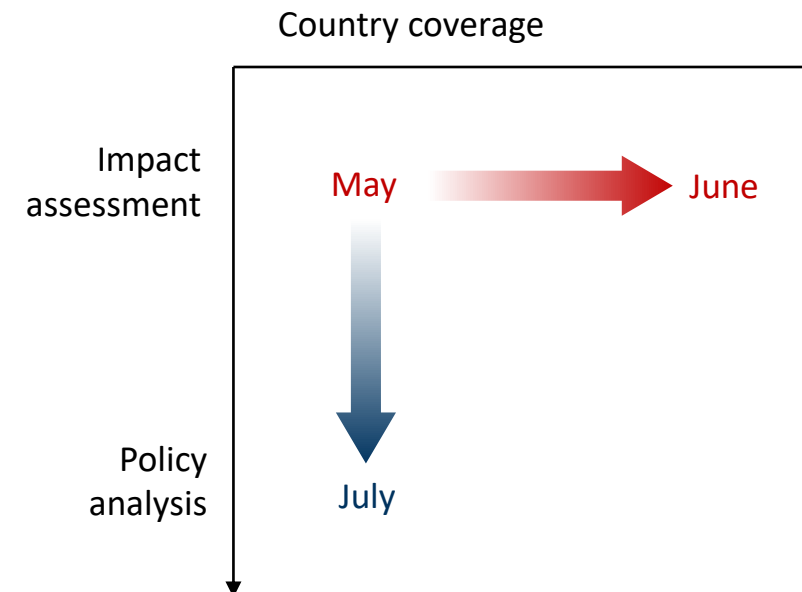 Country coverage
Impact
assessment
May
June
Policy
analysis
July